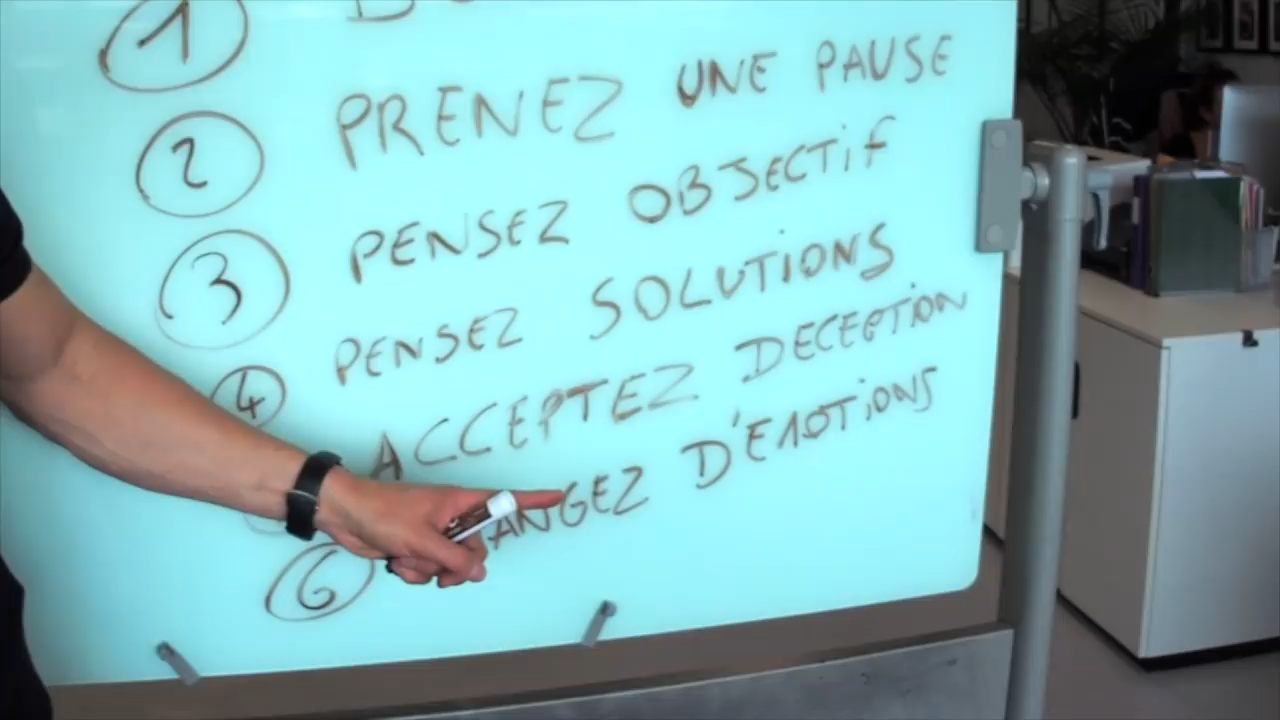 1
2 PRENEZ UNE PAUSE
3 PENSEZ OBJECTIF
4 PENSEZ SOLUTIONS
ACCEPTEZ DECEPTION
6 ANGEZ D'EMOTIONS